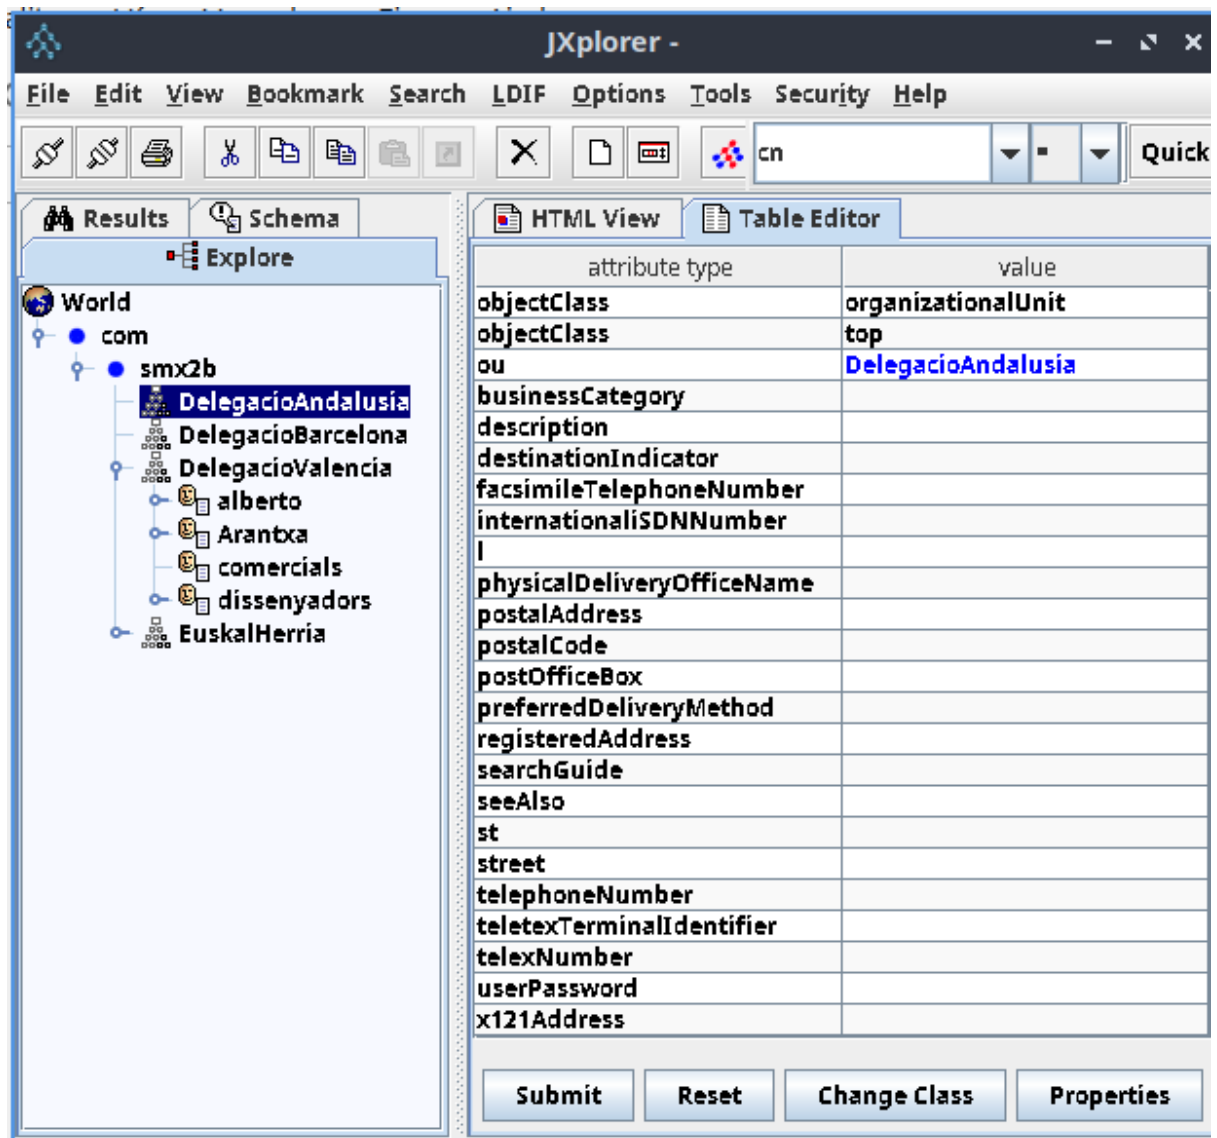 JXplorer -
File Edit View Bookmark Search LDIF Options Tools Security Help
cn = Quick
Results Schema
Explore
World
com
smx2b
DelegacioAndalusia
DelegacioBarcelona
DelegacioValencia
alberto
Arantxa
comercials
dissenyadors
EuskalHerria
HTML View Table Editor
attribute type value
objectClass organizationalUnit
objectClass top
ou DelegacioAndalusia
businessCategory
description
destinationIndicator
facsimileTelephoneNumber
internationaliSDNNumber
l
physicalDeliveryOfficeName
postalAddress
postalCode
postOfficeBox
preferredDeliveryMethod
registeredAddress
searchGuide
seeAlso
st
street
telephoneNumber
teletexTerminalIdentifier
telexNumber
userPassword
x121Address
Submit Reset Change Class Properties